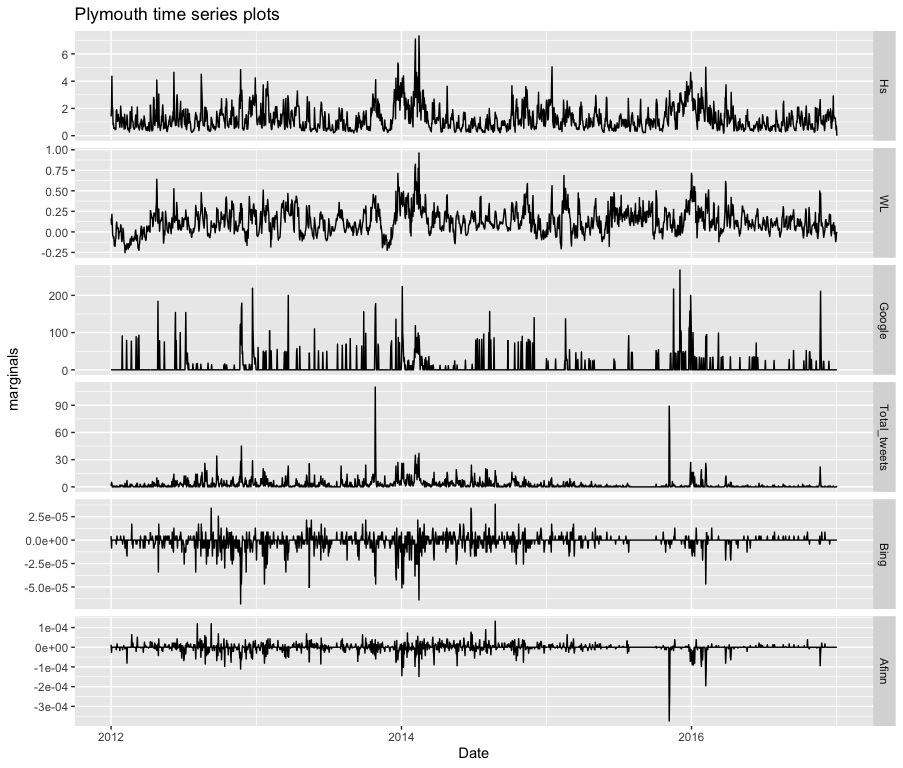 Plymouth time series plots
6
4
2
0
Hs
1.00
0.75
0.50
0.25
0.00
-0.25
WL
200
100
0
Google
marginals
90
60
30
0
Total_tweets
2.5e-05
0.0e+00
-2.5e-05
-5.0e-05
Bing
1e-04
0e+00
-1e-04
-2e-04
-3e-04
Afinn
2012
2014
2016
Date